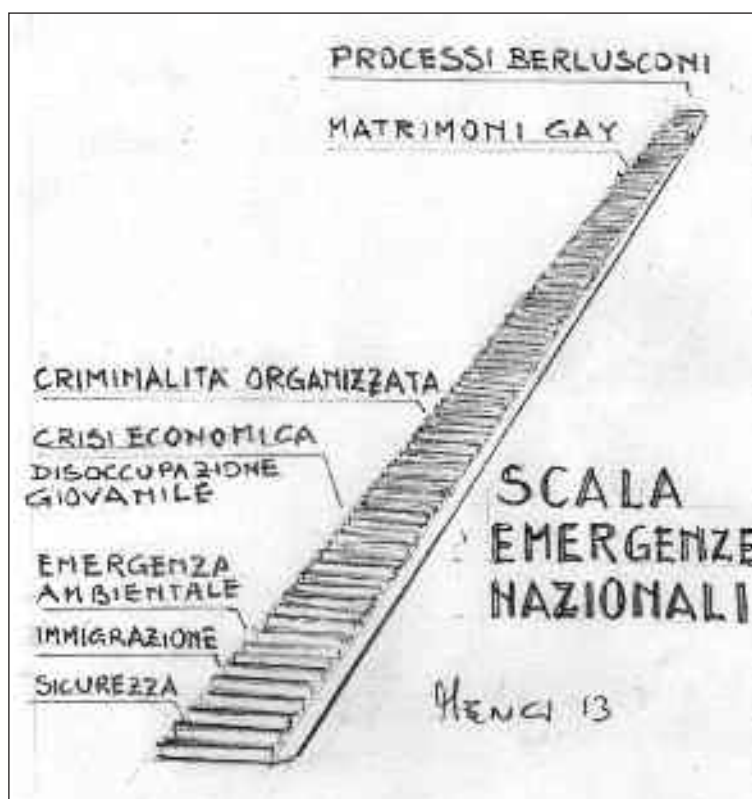 PROCESSI BERLUSCONI
MATRIMONI GAY
CRIMINALITA ORGANIZZATA
CRISI ECONOMICA
DISOCCUPAZIONE
GIOVANILE
EMERGENZA
AMBIENTALE
IMMIGRAZIONE
SICUREZZA
SCALA
EMERGENZE
NAZIONALI
13